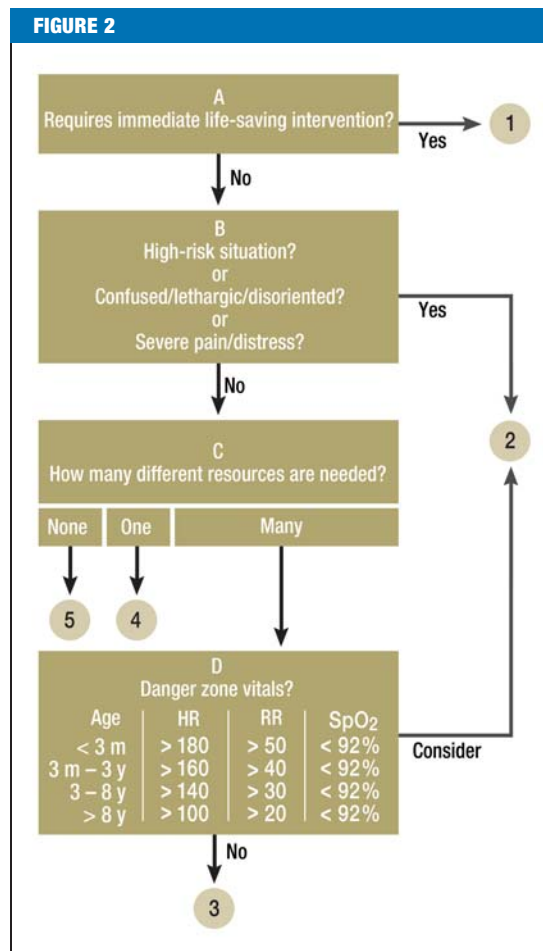 FIGURE 2
A
Requires immediate life-saving intervention?
Yes
1
No
B
High-risk situation?
or
Confused/lethargic/disoriented?
or
Severe pain/distress?
Yes
No
2
C
How many different resources are needed?
None One Many
5 4
D
Danger zone vitals?
Age HR RR SpO2
< 3 m > 180 > 50 < 92%
3 m – 3 y > 160 > 40 < 92%
3 – 8 y > 140 > 30 < 92%
> 8 y > 100 > 20 < 92%
Consider
No
3